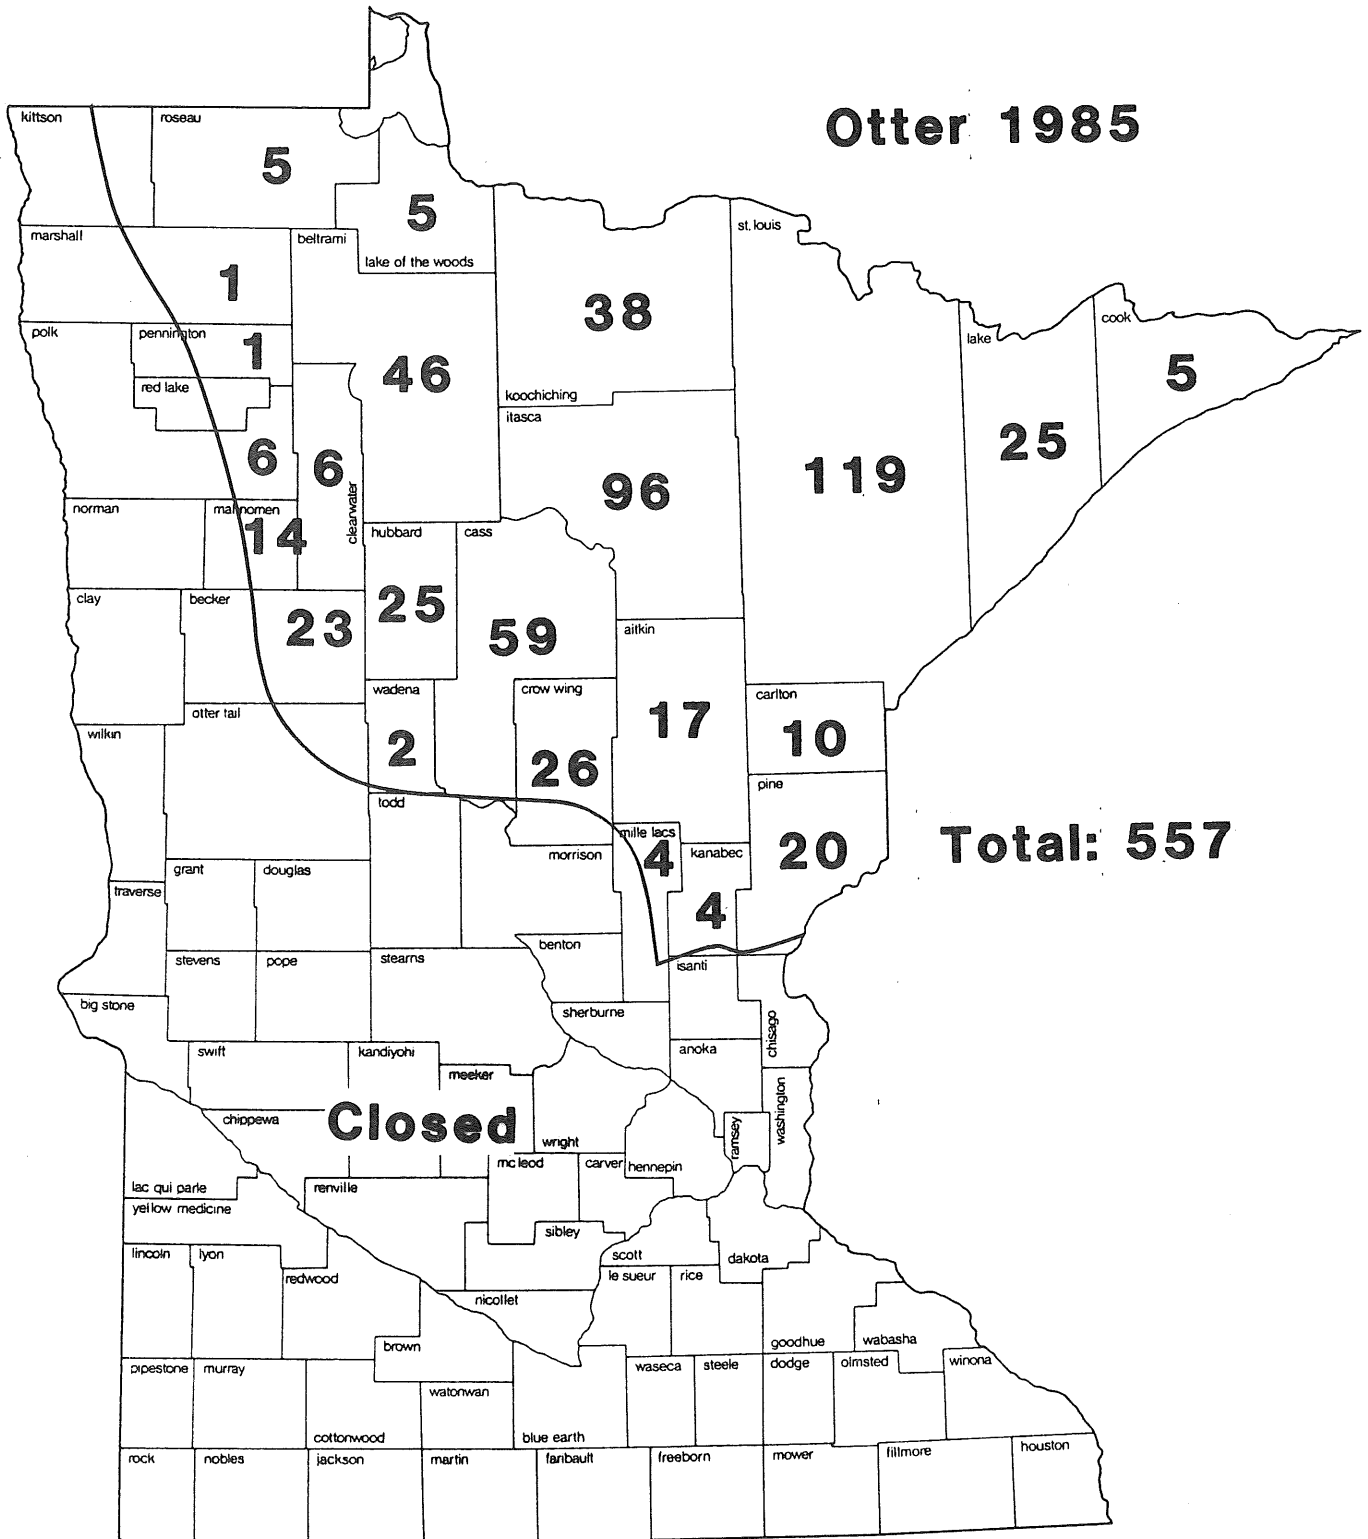 Otter 1985
kittson
roseau
5
5
marshall
beltrami
lake of the woods
st. louis
1
38
polk
pennington
1
lake
cook
46
5
red lake
koochiching
itasca
25
6
6
119
96
norman
mahnomen
14
clearwater
hubbard
cass
clay
becker
23
25
59
aitkin
wadena
crow wing
carlton
otter tail
17
wilkin
2
26
10
todd
pine
mille lacs
4
kanabec
20
Total: 557
morrison
grant
douglas
traverse
4
benton
stevens
pope
stearns
isanti
big stone
sherburne
chisago
swift
kandiyohi
anoka
meeker
chippewa
Closed
wright
ramsey
washington
mc leod
carver
hennepin
lac qui parle
renville
yellow medicine
sibley
lincoln
lyon
scott
dakota
redwood
le sueur
rice
nicollet
brown
goodhue
wabasha
pipestone
murray
waseca
steele
dodge
olmsted
winona
watonwan
cottonwood
blue earth
rock
nobles
jackson
martin
faribault
freeborn
mower
fillmore
houston